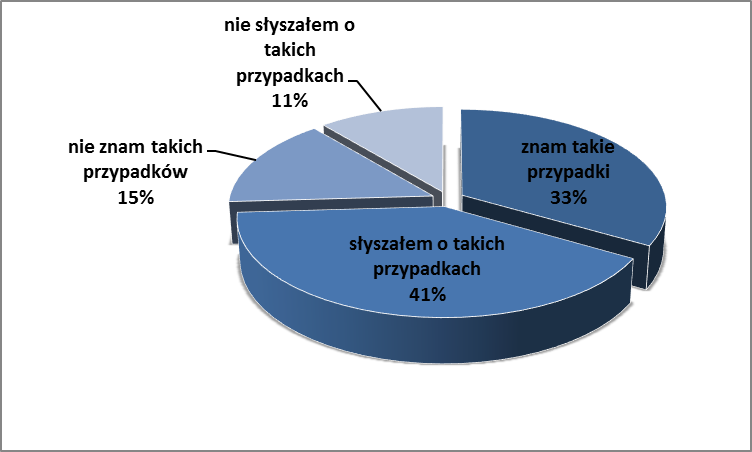 nie słyszałem o
takich
przypadkach
11%
nie znam takich
przypadków
15%
znam takie
przypadki
33%
słyszałem o takich
przypadkach
41%